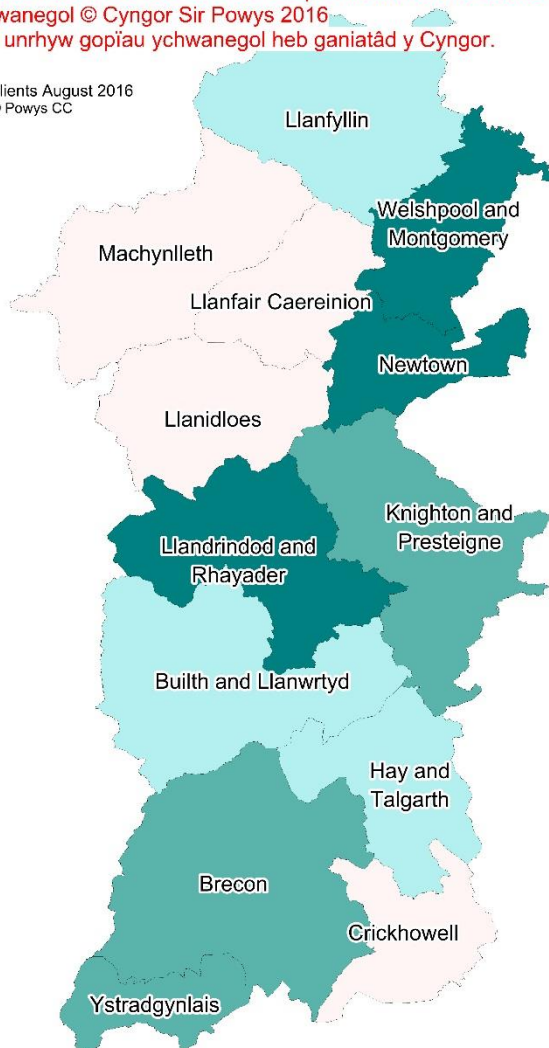 wanegol © Cyngor Sir Powys 2016
unrhyw gopïau ychwanegol heb ganiatâd y Cyngor.
lients August 2016
Powys CC
Llanfyllin
Welshpool and
Montgomery
Machynlleth
Llanfair Caereinion
Newtown
Llanidloes
Knighton and
Presteigne
Llandrindod and
Rhayader
Builth and Llanwrtyd
Hay and
Talgarth
Brecon
Crickhowell
Ystradgynlais